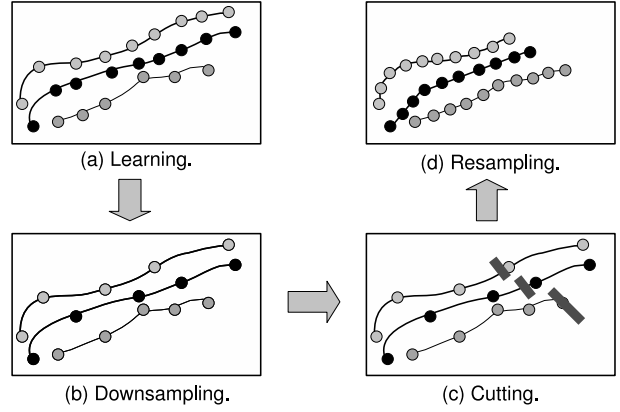 (a) Learning.
(d) Resampling.
(b) Downsampling.
(c) Cutting.